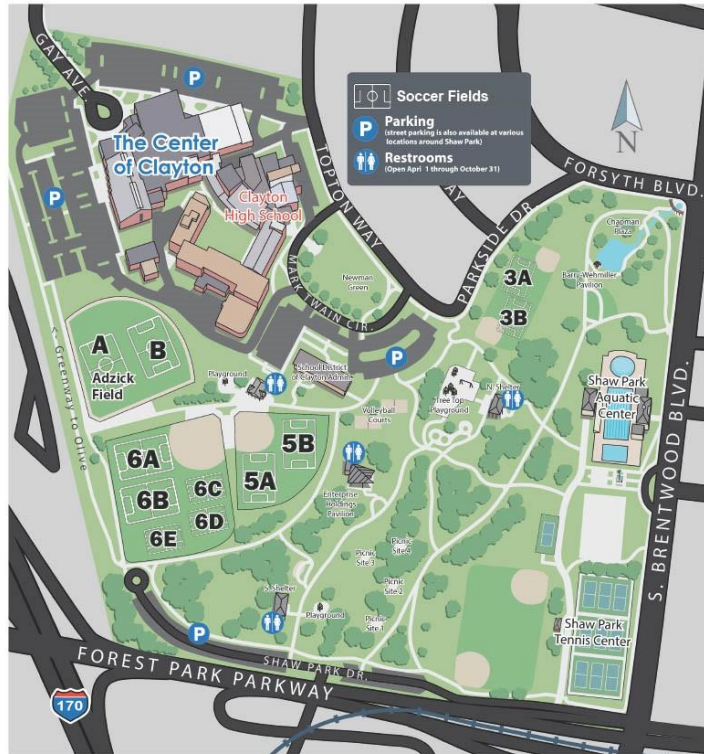 GAY AVE.
P
Soccer Fields
P
Parking
(street parking is also available at various
locations around Shaw Park)
Restrooms
(Open Apri 1 through October 31)
N
The Center
of Clayton
P
Clayton
High School
TOPTON WAY
AY
FORSYTH BLVD.
PARKSIDE DR.
Chapman
Plaza
Barry-Wehmiller
Pavilion
3A
3B
Newman
Green
MARK TWAIN CIR.
P
A
B
Adzick
Field
<- Greenway to Olive
Playground
School District
of Clayton Admin.
Volleyball
Courts
Tree Top
Playground
N. Shelter
Shaw Park
Aquatic
Center
S. BRENTWOOD BLVD.
6A
6B
6C
6D
6E
5B
5A
Enterprise
Holdings
Pavilion
Picnic
Site 4
Picnic
Site 3
Picnic
Site 2
Picnic
Site 1
S. Shelter
Playground
P
SHAW PARK DR.
Shaw Park
Tennis Center
FOREST PARK PARKWAY
170